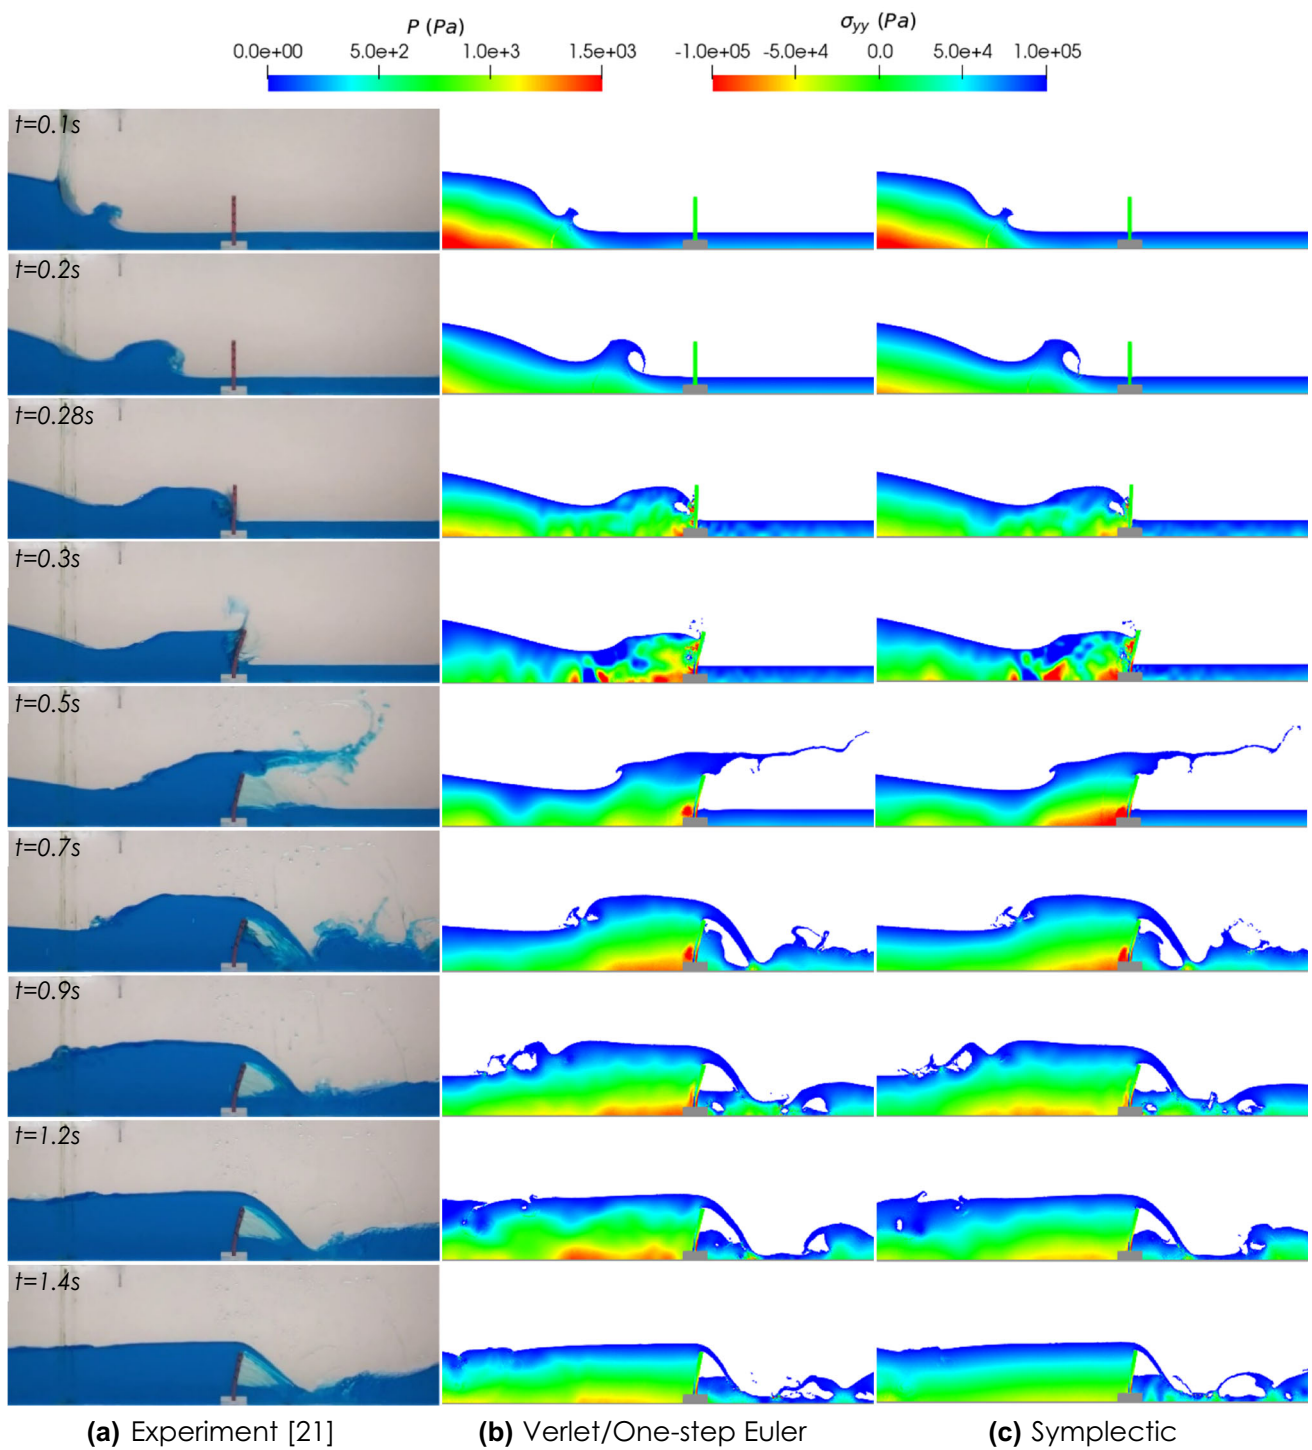 P (Pa)
σyy (Pa)
0.0e+00 5.0e+2 1.0e+3 1.5e+03 -1.0e+05 -5.0e+4 0.0 5.0e+4 1.0e+05
t=0.1s
t=0.2s
t=0.28s
t=0.3s
t=0.5s
t=0.7s
t=0.9s
t=1.2s
t=1.4s
(a) Experiment [21] (b) Verlet/One-step Euler (c) Symplectic